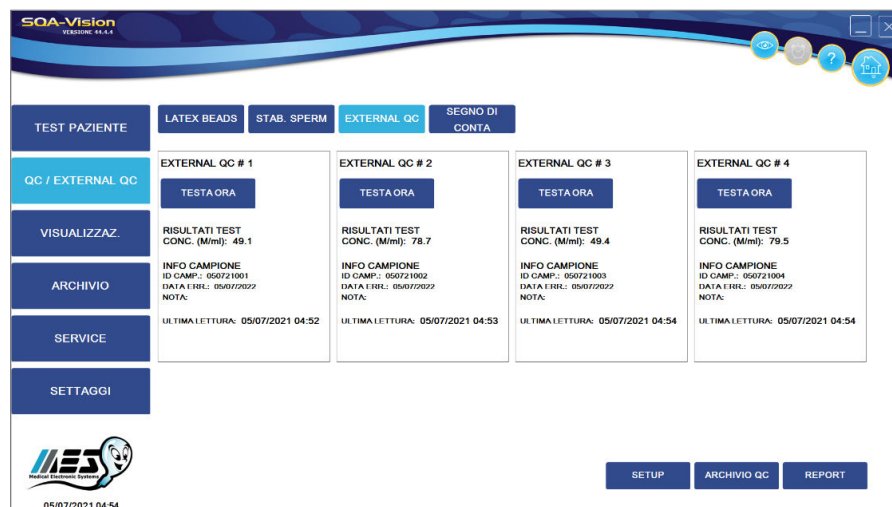 SQA-Vision
VERSIONE 44.4.4
?
TEST PAZIENTE
QC / EXTERNAL QC
VISUALIZZAZ.
ARCHIVIO
SERVICE
SETTAGGI
LATEX BEADS
STAB. SPERM
EXTERNAL QC
SEGNO DI
CONTA
EXTERNAL QC # 1
TESTA ORA
RISULTATI TEST
CONC. (M/ml): 49.1
INFO CAMPIONE
ID CAMP.: 050721001
DATA ERR.: 05/07/2022
NOTA:
ULTIMA LETTURA: 05/07/2021 04:52
EXTERNAL QC # 2
TESTA ORA
RISULTATI TEST
CONC. (M/ml): 78.7
INFO CAMPIONE
ID CAMP.: 050721002
DATA ERR.: 05/07/2022
NOTA:
ULTIMA LETTURA: 05/07/2021 04:53
EXTERNAL QC # 3
TESTA ORA
RISULTATI TEST
CONC. (M/ml): 49.4
INFO CAMPIONE
ID CAMP.: 050721003
DATA ERR.: 05/07/2022
NOTA:
ULTIMA LETTURA: 05/07/2021 04:54
EXTERNAL QC # 4
TESTA ORA
RISULTATI TEST
CONC. (M/ml): 79.5
INFO CAMPIONE
ID CAMP.: 050721004
DATA ERR.: 05/07/2022
NOTA:
ULTIMA LETTURA: 05/07/2021 04:54
MES
Medical Electronic Systems
05/07/2021 04:54
SETUP
ARCHIVIO QC
REPORT